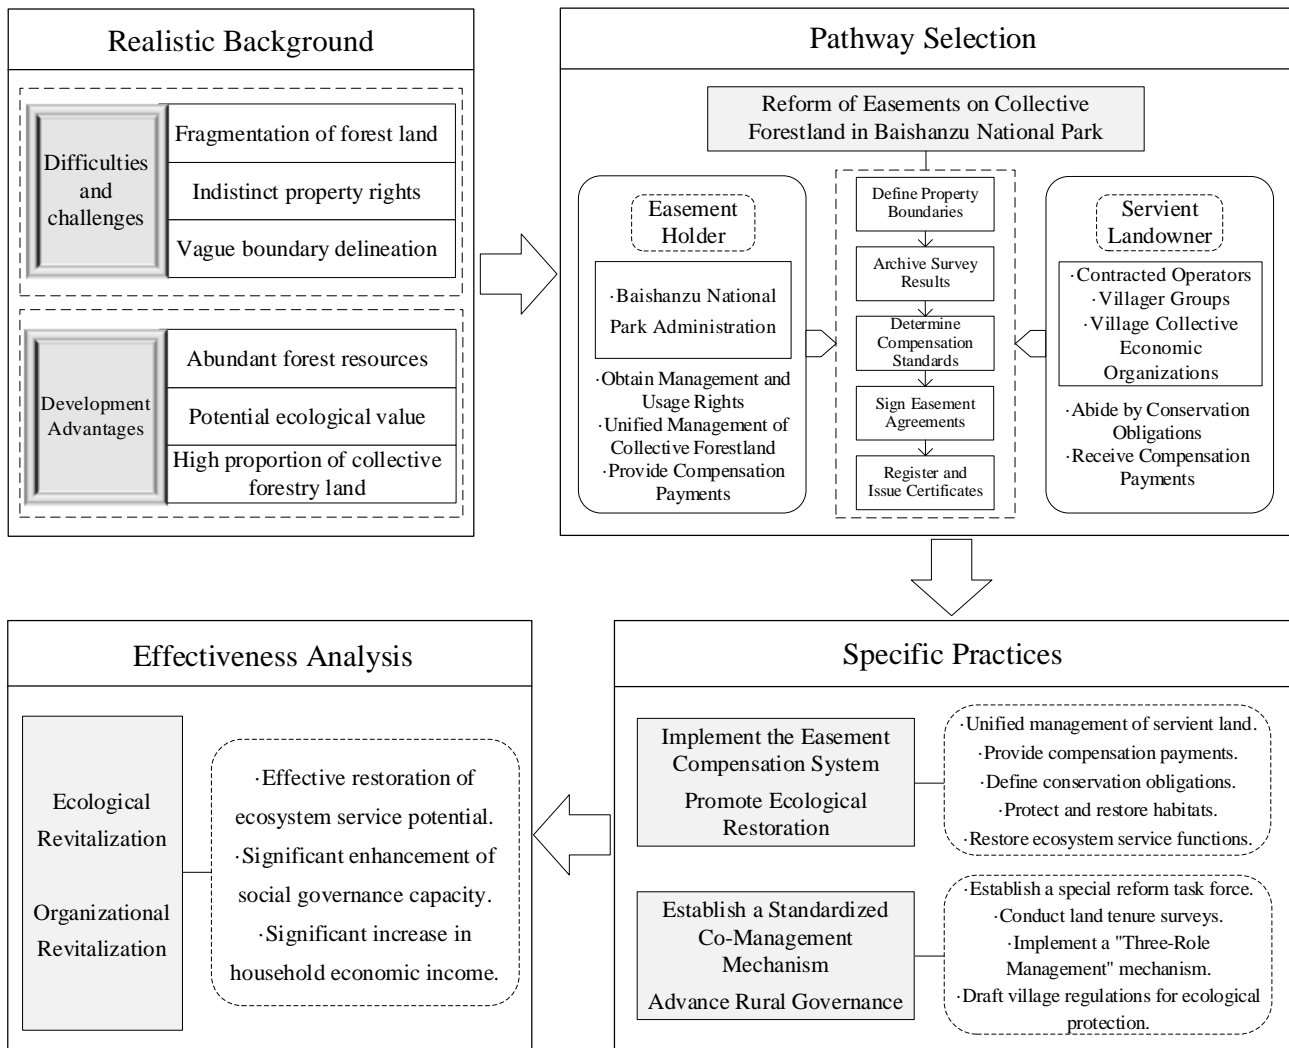 Realistic Background
Difficulties
and
challenges
Fragmentation of forest land
Indistinct property rights
Vague boundary delineation
Development
Advantages
Abundant forest resources
Potential ecological value
High proportion of collective
forestry land
Pathway Selection
Reform of Easements on Collective
Forestland in Baishanzu National Park
Easement
Holder
·Baishanzu National
Park Administration
·Obtain Management and
Usage Rights
·Unified Management of
Collective Forestland
·Provide Compensation
Payments
Define Property
Boundaries
Archive Survey
Results
Determine
Compensation
Standards
Sign Easement
Agreements
Register and
Issue Certificates
Servient
Landowner
·Contracted Operators
·Villager Groups
·Village Collective
Economic
Organizations
·Abide by Conservation
Obligations
·Receive Compensation
Payments
Effectiveness Analysis
Ecological
Revitalization
Organizational
Revitalization
·Effective restoration of
ecosystem service potential.
·Significant enhancement of
social governance capacity.
·Significant increase in
household economic income.
Specific Practices
Implement the Easement
Compensation System
Promote Ecological
Restoration
·Unified management of servient land.
·Provide compensation payments.
·Define conservation obligations.
·Protect and restore habitats.
·Restore ecosystem service functions.
Establish a Standardized
Co-Management
Mechanism
Advance Rural Governance
·Establish a special reform task force.
·Conduct land tenure surveys.
·Implement a "Three-Role
Management" mechanism.
·Draft village regulations for ecological
protection.